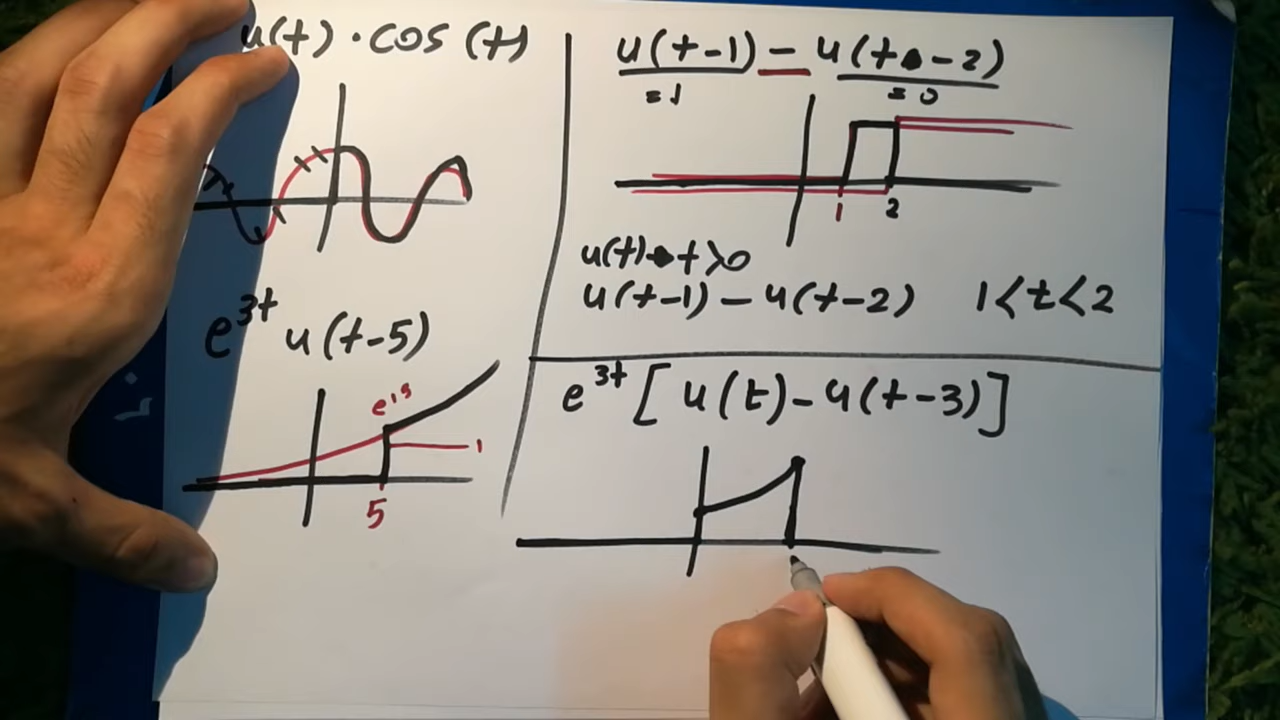 u(t) · cos (t)
e^3t u(t-5)
e^15
1
5
u(t-1) - u(t-2)
=1 =0
1 2
u(t) t>0
u(t-1) - u(t-2) 1<t<2
e^3t [u(t)-u(t-3)]